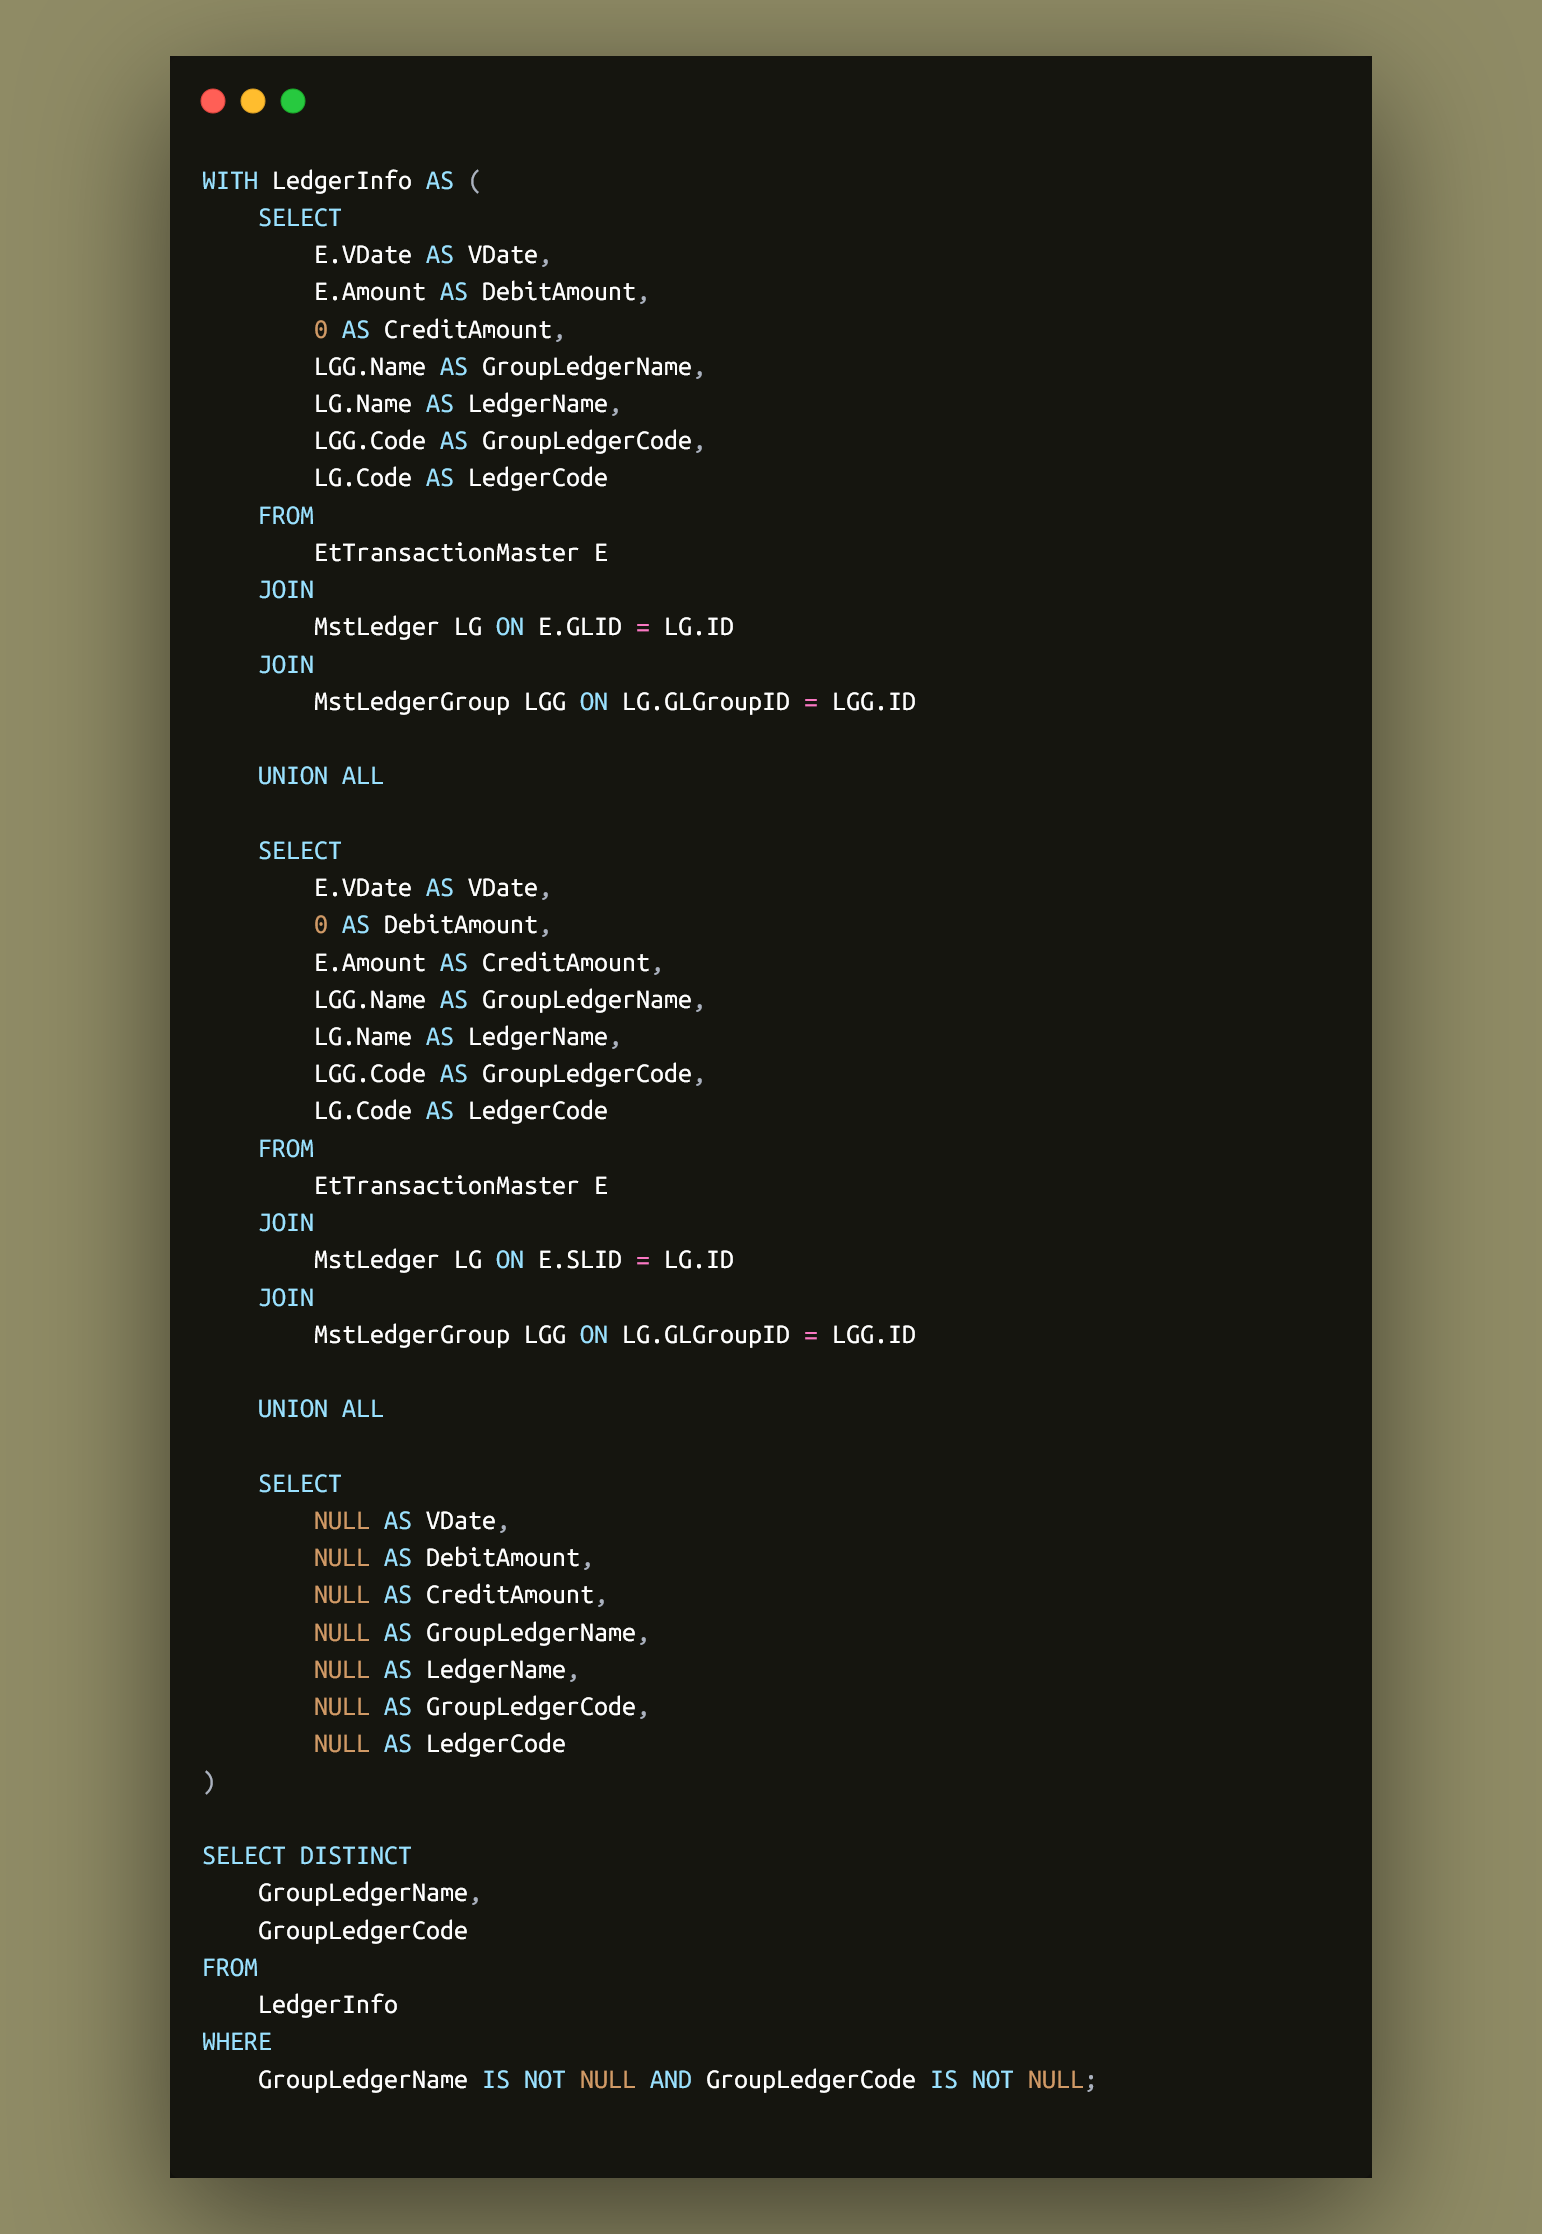 WITH LedgerInfo AS (
    SELECT
        E.VDate AS VDate,
        E.Amount AS DebitAmount,
        0 AS CreditAmount,
        LGG.Name AS GroupLedgerName,
        LG.Name AS LedgerName,
        LGG.Code AS GroupLedgerCode,
        LG.Code AS LedgerCode
    FROM
        EtTransactionMaster E
    JOIN
        MstLedger LG ON E.GLID = LG.ID
    JOIN
        MstLedgerGroup LGG ON LG.GLGroupID = LGG.ID

    UNION ALL

    SELECT
        E.VDate AS VDate,
        0 AS DebitAmount,
        E.Amount AS CreditAmount,
        LGG.Name AS GroupLedgerName,
        LG.Name AS LedgerName,
        LGG.Code AS GroupLedgerCode,
        LG.Code AS LedgerCode
    FROM
        EtTransactionMaster E
    JOIN
        MstLedger LG ON E.SLID = LG.ID
    JOIN
        MstLedgerGroup LGG ON LG.GLGroupID = LGG.ID

    UNION ALL

    SELECT
        NULL AS VDate,
        NULL AS DebitAmount,
        NULL AS CreditAmount,
        NULL AS GroupLedgerName,
        NULL AS LedgerName,
        NULL AS GroupLedgerCode,
        NULL AS LedgerCode
)

SELECT DISTINCT
    GroupLedgerName,
    GroupLedgerCode
FROM
    LedgerInfo
WHERE
    GroupLedgerName IS NOT NULL AND GroupLedgerCode IS NOT NULL;